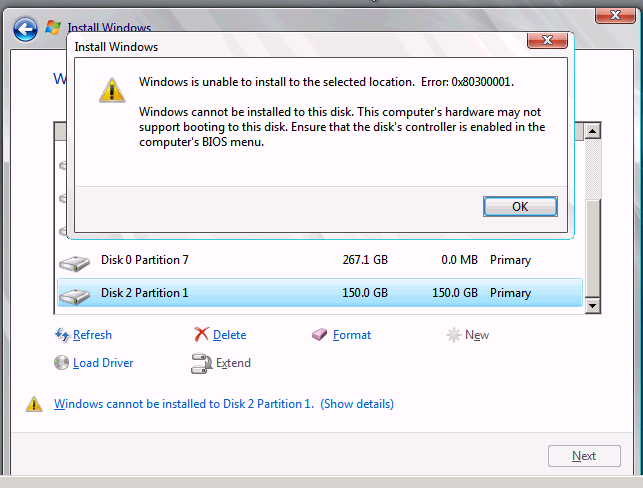 Install Windows
Install Windows
W
Windows is unable to install to the selected location. Error: 0x80300001.
Windows cannot be installed to this disk. This computer's hardware may not
support booting to this disk. Ensure that the disk's controller is enabled in the
computer's BIOS menu.
OK
Disk 0 Partition 7 267.1 GB 0.0 MB Primary
Disk 2 Partition 1 150.0 GB 150.0 GB Primary
Refresh Delete Format New
Load Driver Extend
Windows cannot be installed to Disk 2 Partition 1. (Show details)
Next